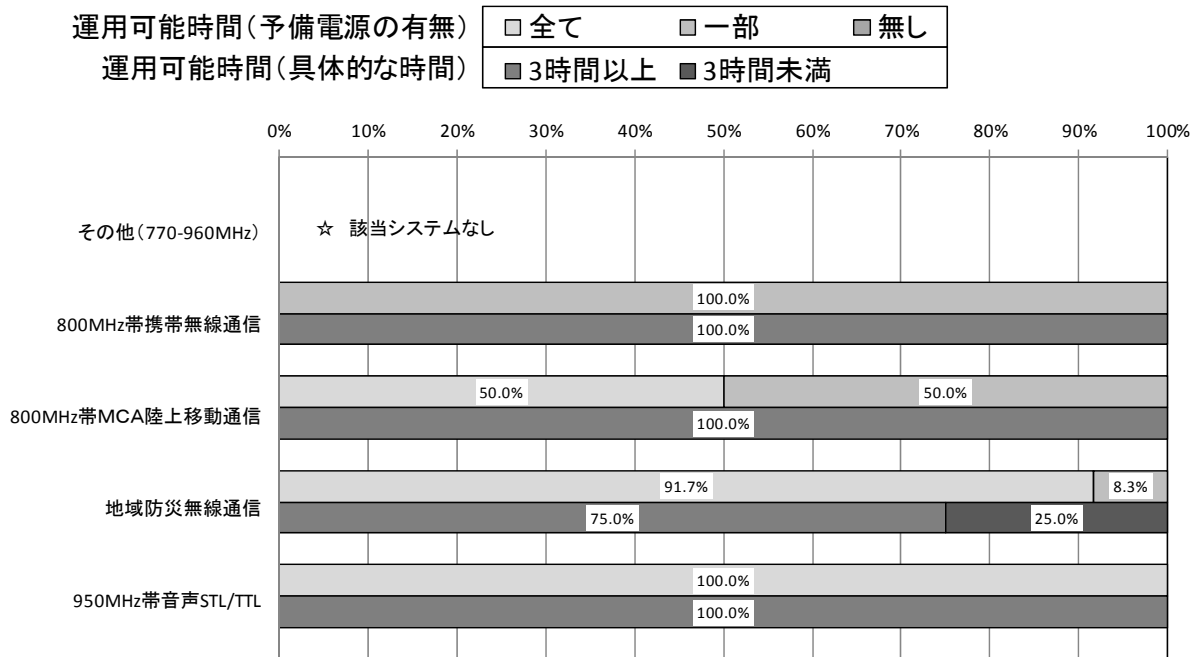 運用可能時間(予備電源の有無) 全て 一部 無し
運用可能時間(具体的な時間) 3時間以上 3時間未満
0% 10% 20% 30% 40% 50% 60% 70% 80% 90% 100%
その他(770-960MHz) ☆ 該当システムなし
100.0%
800MHz帯携帯無線通信
100.0%
50.0% 50.0%
800MHz帯MCA陸上移動通信
100.0%
91.7% 8.3%
地域防災無線通信
75.0% 25.0%
100.0%
950MHz帯音声STL/TTL
100.0%